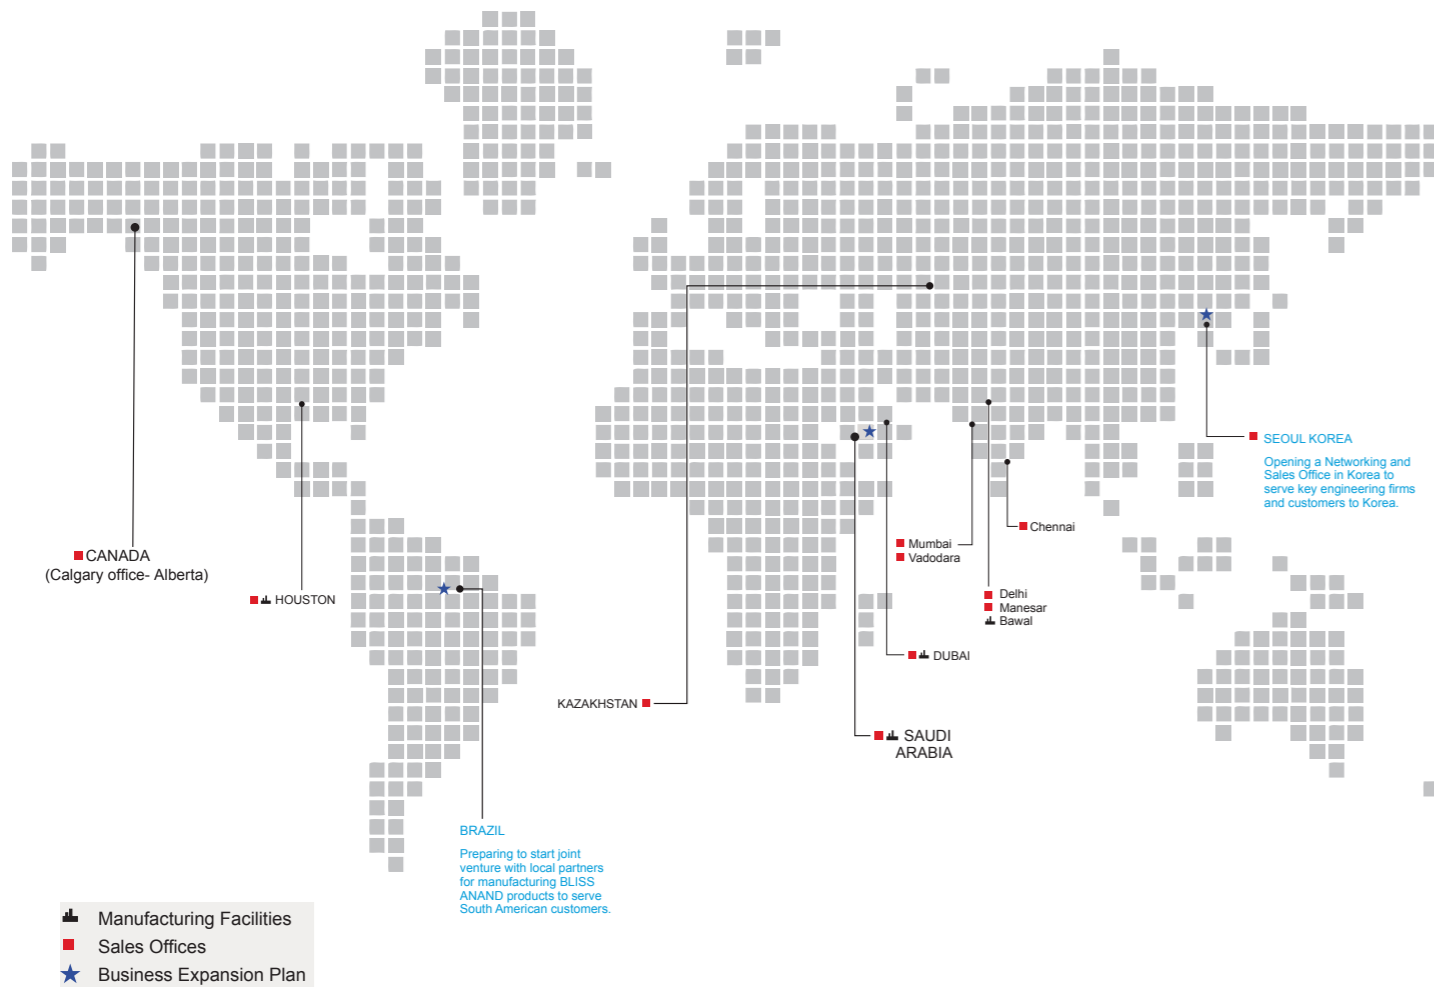 SEOUL KOREA
Opening a Networking and
Sales Office in Korea to
serve key engineering firms
and customers to Korea.
Chennai
Mumbai
Vadodara
CANADA
(Calgary office- Alberta)
HOUSTON
Delhi
Manesar
Bawal
DUBAI
KAZAKHSTAN
SAUDI
ARABIA
BRAZIL
Preparing to start joint
venture with local partners
for manufacturing BLISS
ANAND products to serve
South American customers.
Manufacturing Facilities
Sales Offices
Business Expansion Plan